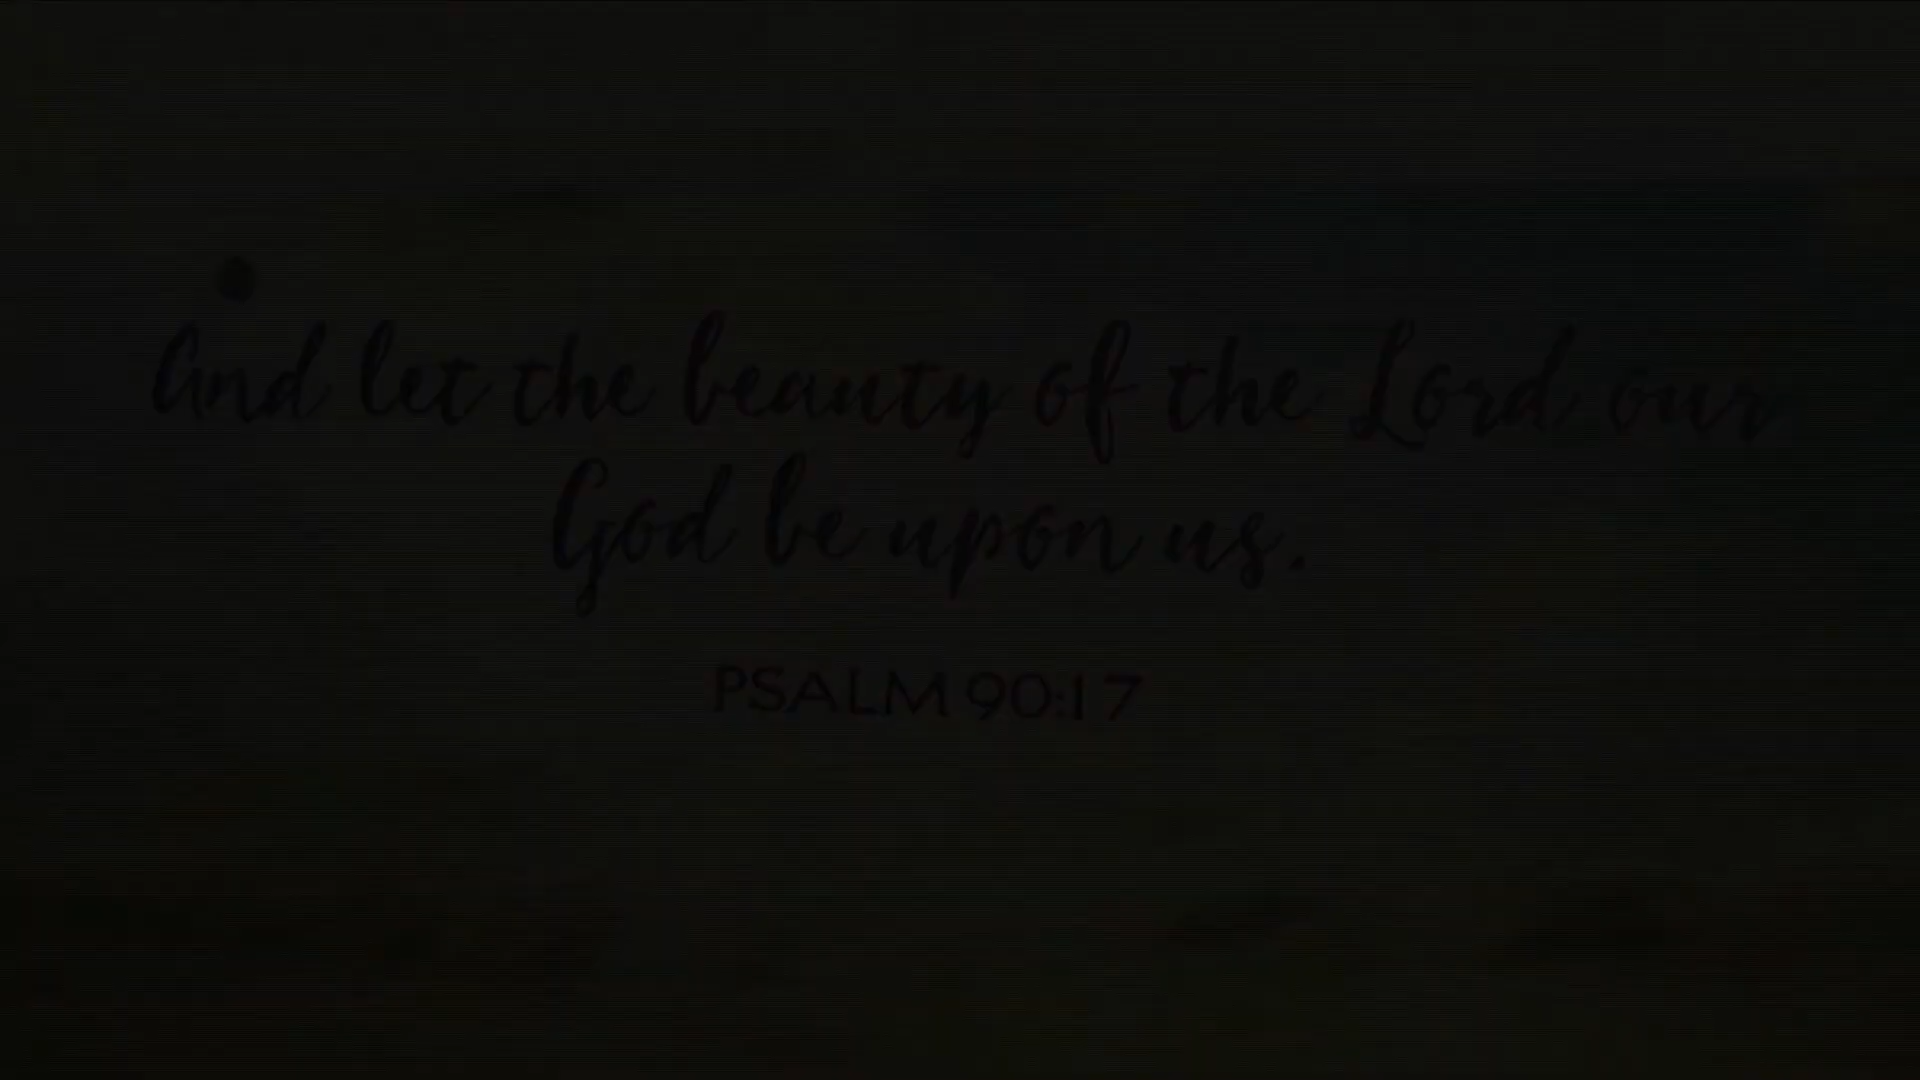 And let the beauty of the Lord our
God be upon us.
PSALM 90:17